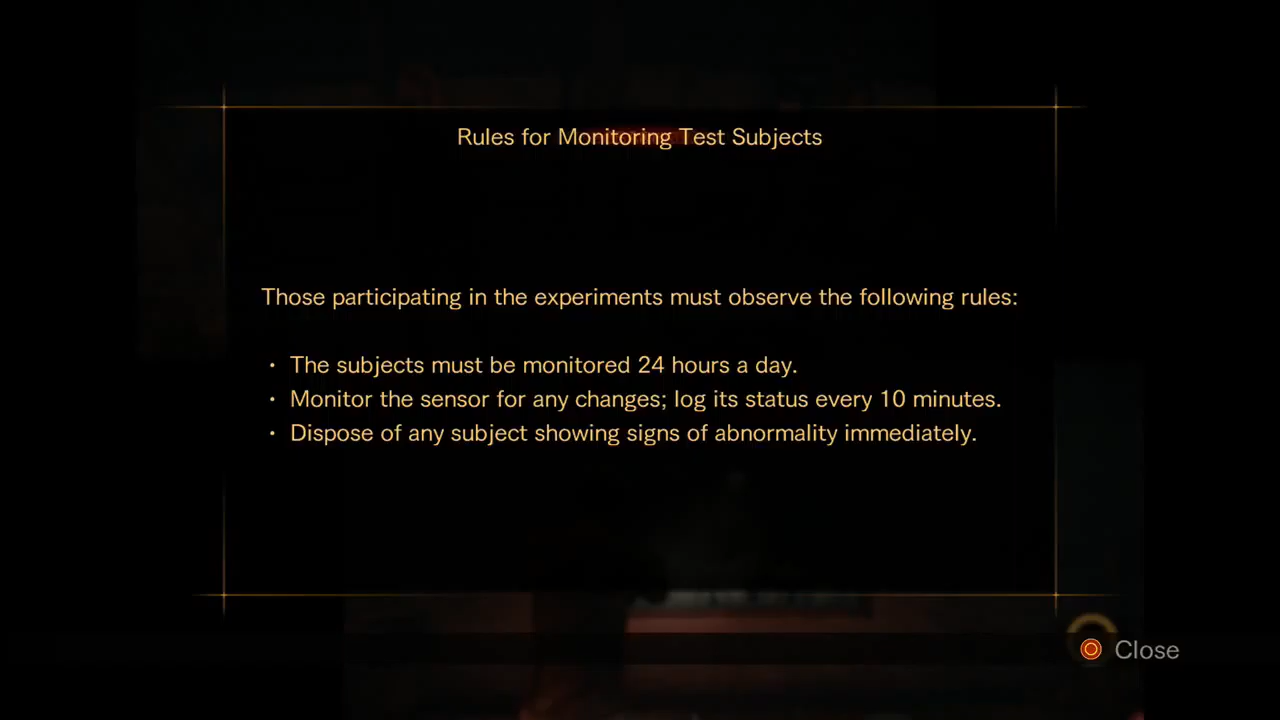 Rules for Monitoring Test Subjects
Those participating in the experiments must observe the following rules:
・ The subjects must be monitored 24 hours a day.
・ Monitor the sensor for any changes; log its status every 10 minutes.
・ Dispose of any subject showing signs of abnormality immediately.
Close